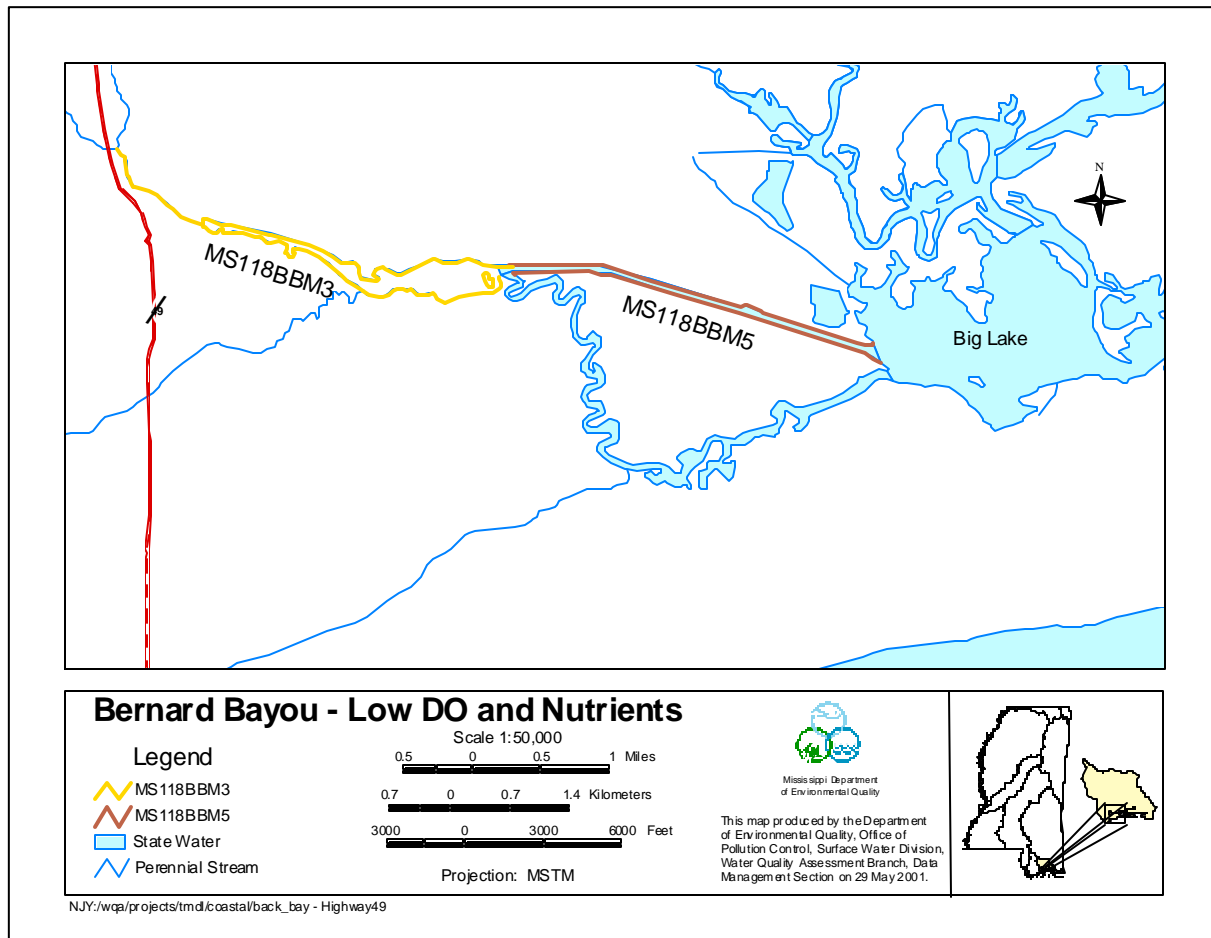 N
MS118BBM3
MS118BBM5
Big Lake
49
Bernard Bayou - Low DO and Nutrients
Scale 1:50,000
Legend
MS118BBM3
MS118BBM5
State Water
Perennial Stream
0.5 0 0.5 1 Miles
0.7 0 0.7 1.4 Kilometers
3000 0 3000 6000 Feet
Projection: MSTM
Mississippi Department
of Environmental Quality
This map produced by the Department
of Environmental Quality, Office of
Pollution Control, Surface Water Division,
Water Quality Assessment Branch, Data
Management Section on 29 May 2001.
NJY:/wqa/projects/tmdl/coastal/back_bay - Highway49